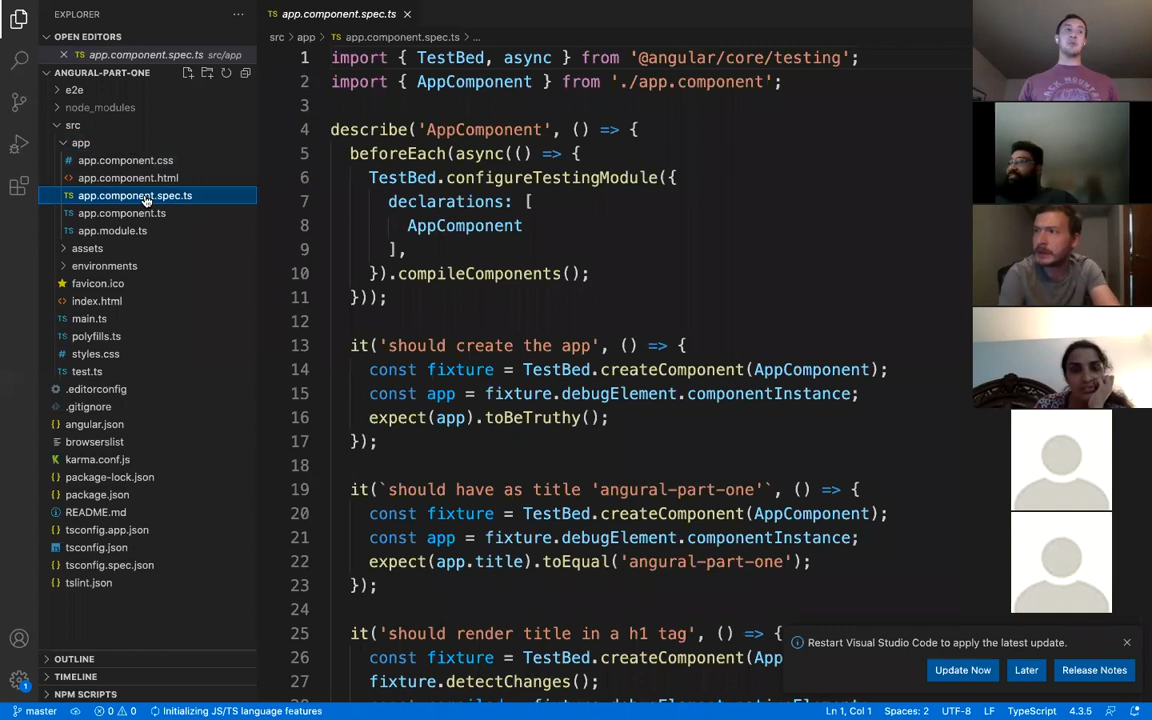 EXPLORER
OPEN EDITORS
app.component.spec.ts src/app
ANGURAL-PART-ONE
e2e
node_modules
src
app
app.component.css
app.component.html
app.component.spec.ts
app.component.ts
app.module.ts
assets
environments
favicon.ico
index.html
main.ts
polyfills.ts
styles.css
test.ts
.editorconfig
.gitignore
angular.json
browserslist
karma.conf.js
package-lock.json
package.json
README.md
tsconfig.app.json
tsconfig.json
tsconfig.spec.json
tslint.json
OUTLINE
TIMELINE
NPM SCRIPTS
TS app.component.spec.ts
src > app > TS app.component.spec.ts > ...
1 import { TestBed, async } from '@angular/core/testing';
2 import { AppComponent } from './app.component';
3
4 describe('AppComponent', () => {
5 beforeEach(async(() => {
6 TestBed.configureTestingModule({
7 declarations: [
8 AppComponent
9 ],
10 }).compileComponents();
11 }));
12
13 it('should create the app', () => {
14 const fixture = TestBed.createComponent(AppComponent);
15 const app = fixture.debugElement.componentInstance;
16 expect(app).toBeTruthy();
17 });
18
19 it(`should have as title 'angural-part-one'`, () => {
20 const fixture = TestBed.createComponent(AppComponent);
21 const app = fixture.debugElement.componentInstance;
22 expect(app.title).toEqual('angural-part-one');
23 });
24
25 it('should render title in a h1 tag', () => {
26 const fixture = TestBed.createComponent(App
27 fixture.detectChanges();
Restart Visual Studio Code to apply the latest update.
Update Now Later Release Notes
1
master 0 0 Initializing JS/TS language features Ln 1, Col 1 Spaces: 2 UTF-8 LF TypeScript 4.3.5